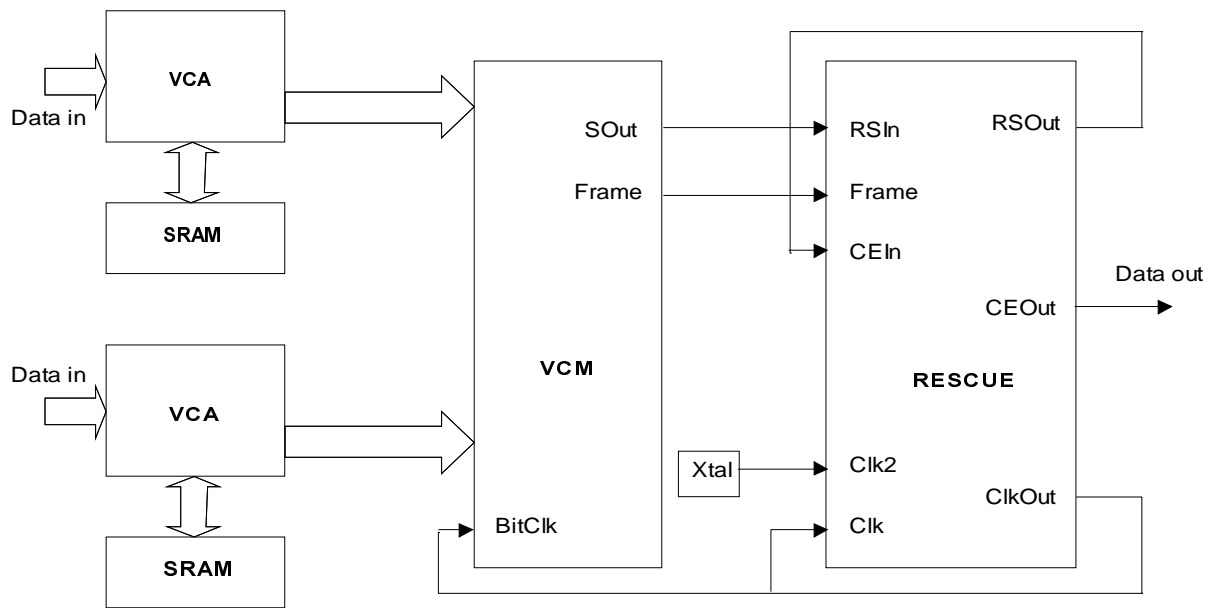 VCA
Data in
SRAM
Data in
VCA
SRAM
SOut
Frame
VCM
BitClk
RSIn
RSOut
Frame
CEIn
CEOut
Data out
RESCUE
Xtal
Clk2
ClkOut
Clk